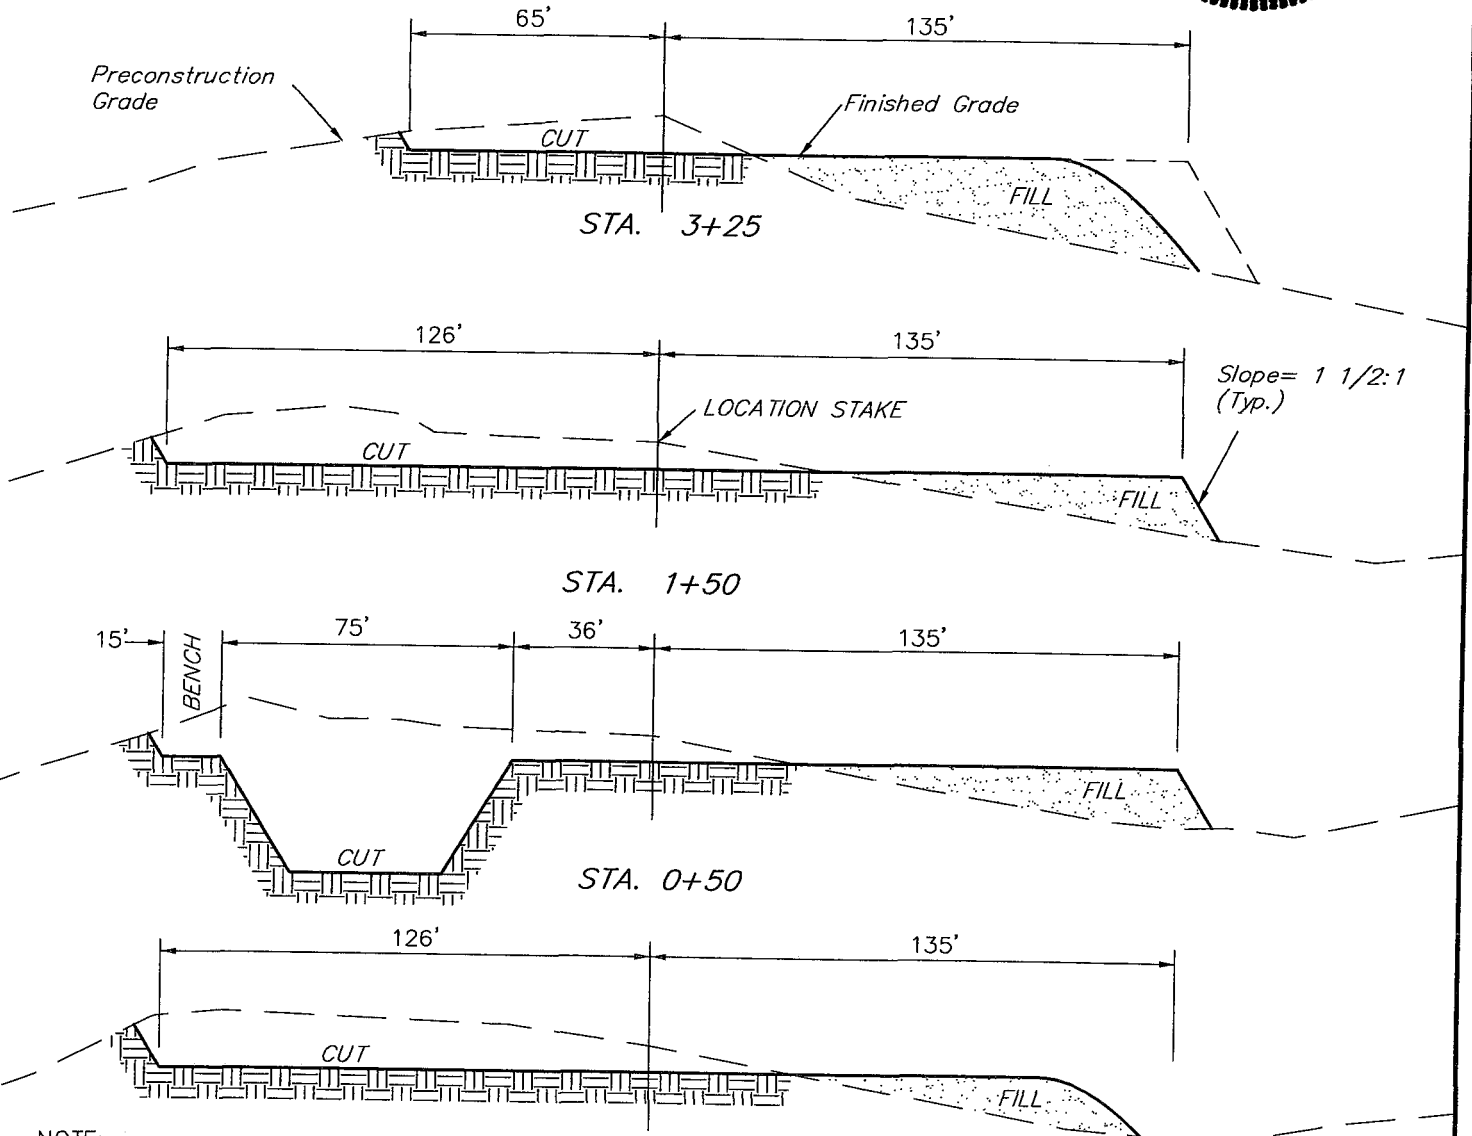 65'
135'
Preconstruction
Grade
Finished Grade
CUT
FILL
STA. 3+25
126'
135'
Slope= 1 1/2:1
(Typ.)
LOCATION STAKE
CUT
FILL
STA. 1+50
15'
BENCH
75'
36'
135'
FILL
CUT
STA. 0+50
126'
135'
CUT
FILL
NOTE: